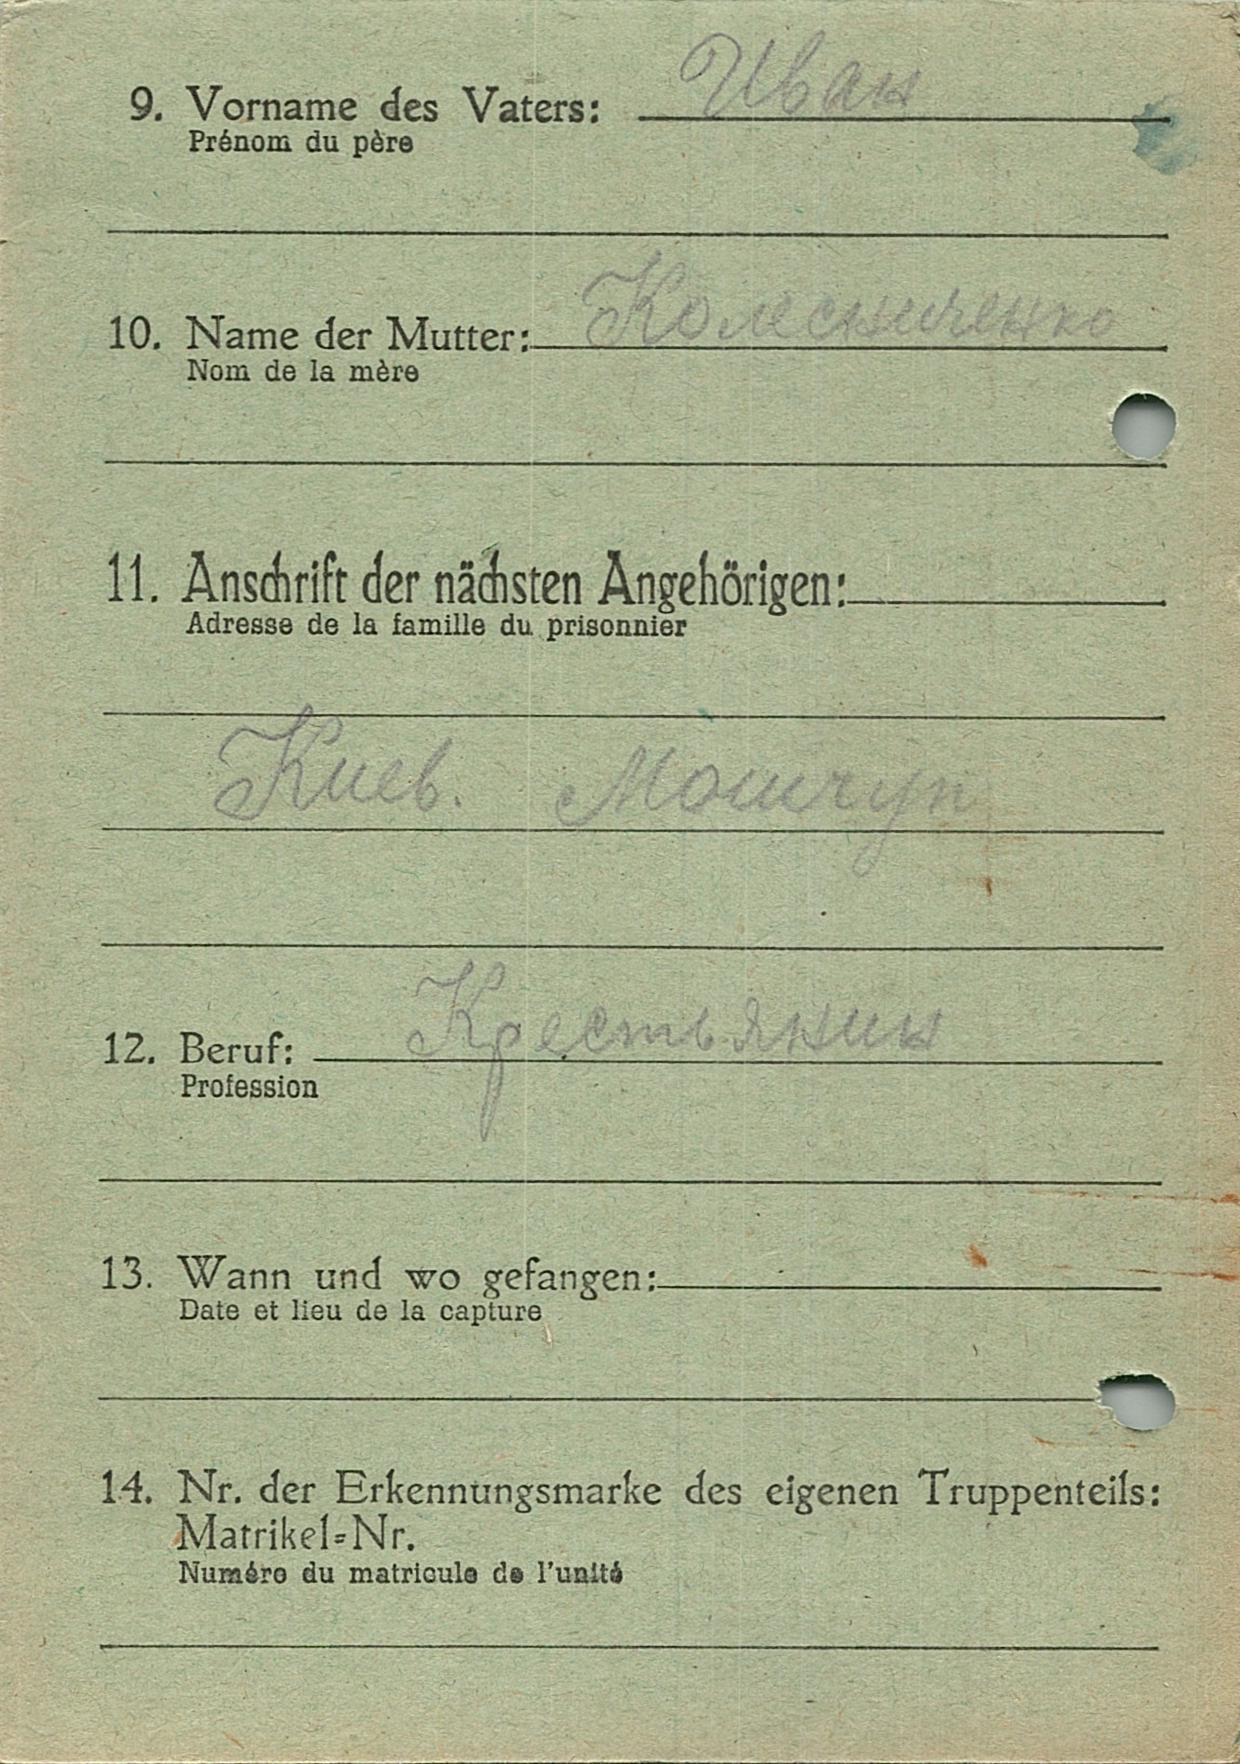 9. Vorname des Vaters: Иван
Prénom du père
10. Name der Mutter: Колесниченко
Nom de la mère
11. Anschrift der nächsten Angehörigen:
Adresse de la famille du prisonnier
Киев. Мощун
12. Beruf: Крестьянин
Profession
13. Wann und wo gefangen:
Date et lieu de la capture
14. Nr. der Erkennungsmarke des eigenen Truppenteils:
Matrikel=Nr.
Numéro du matricule de l'unité